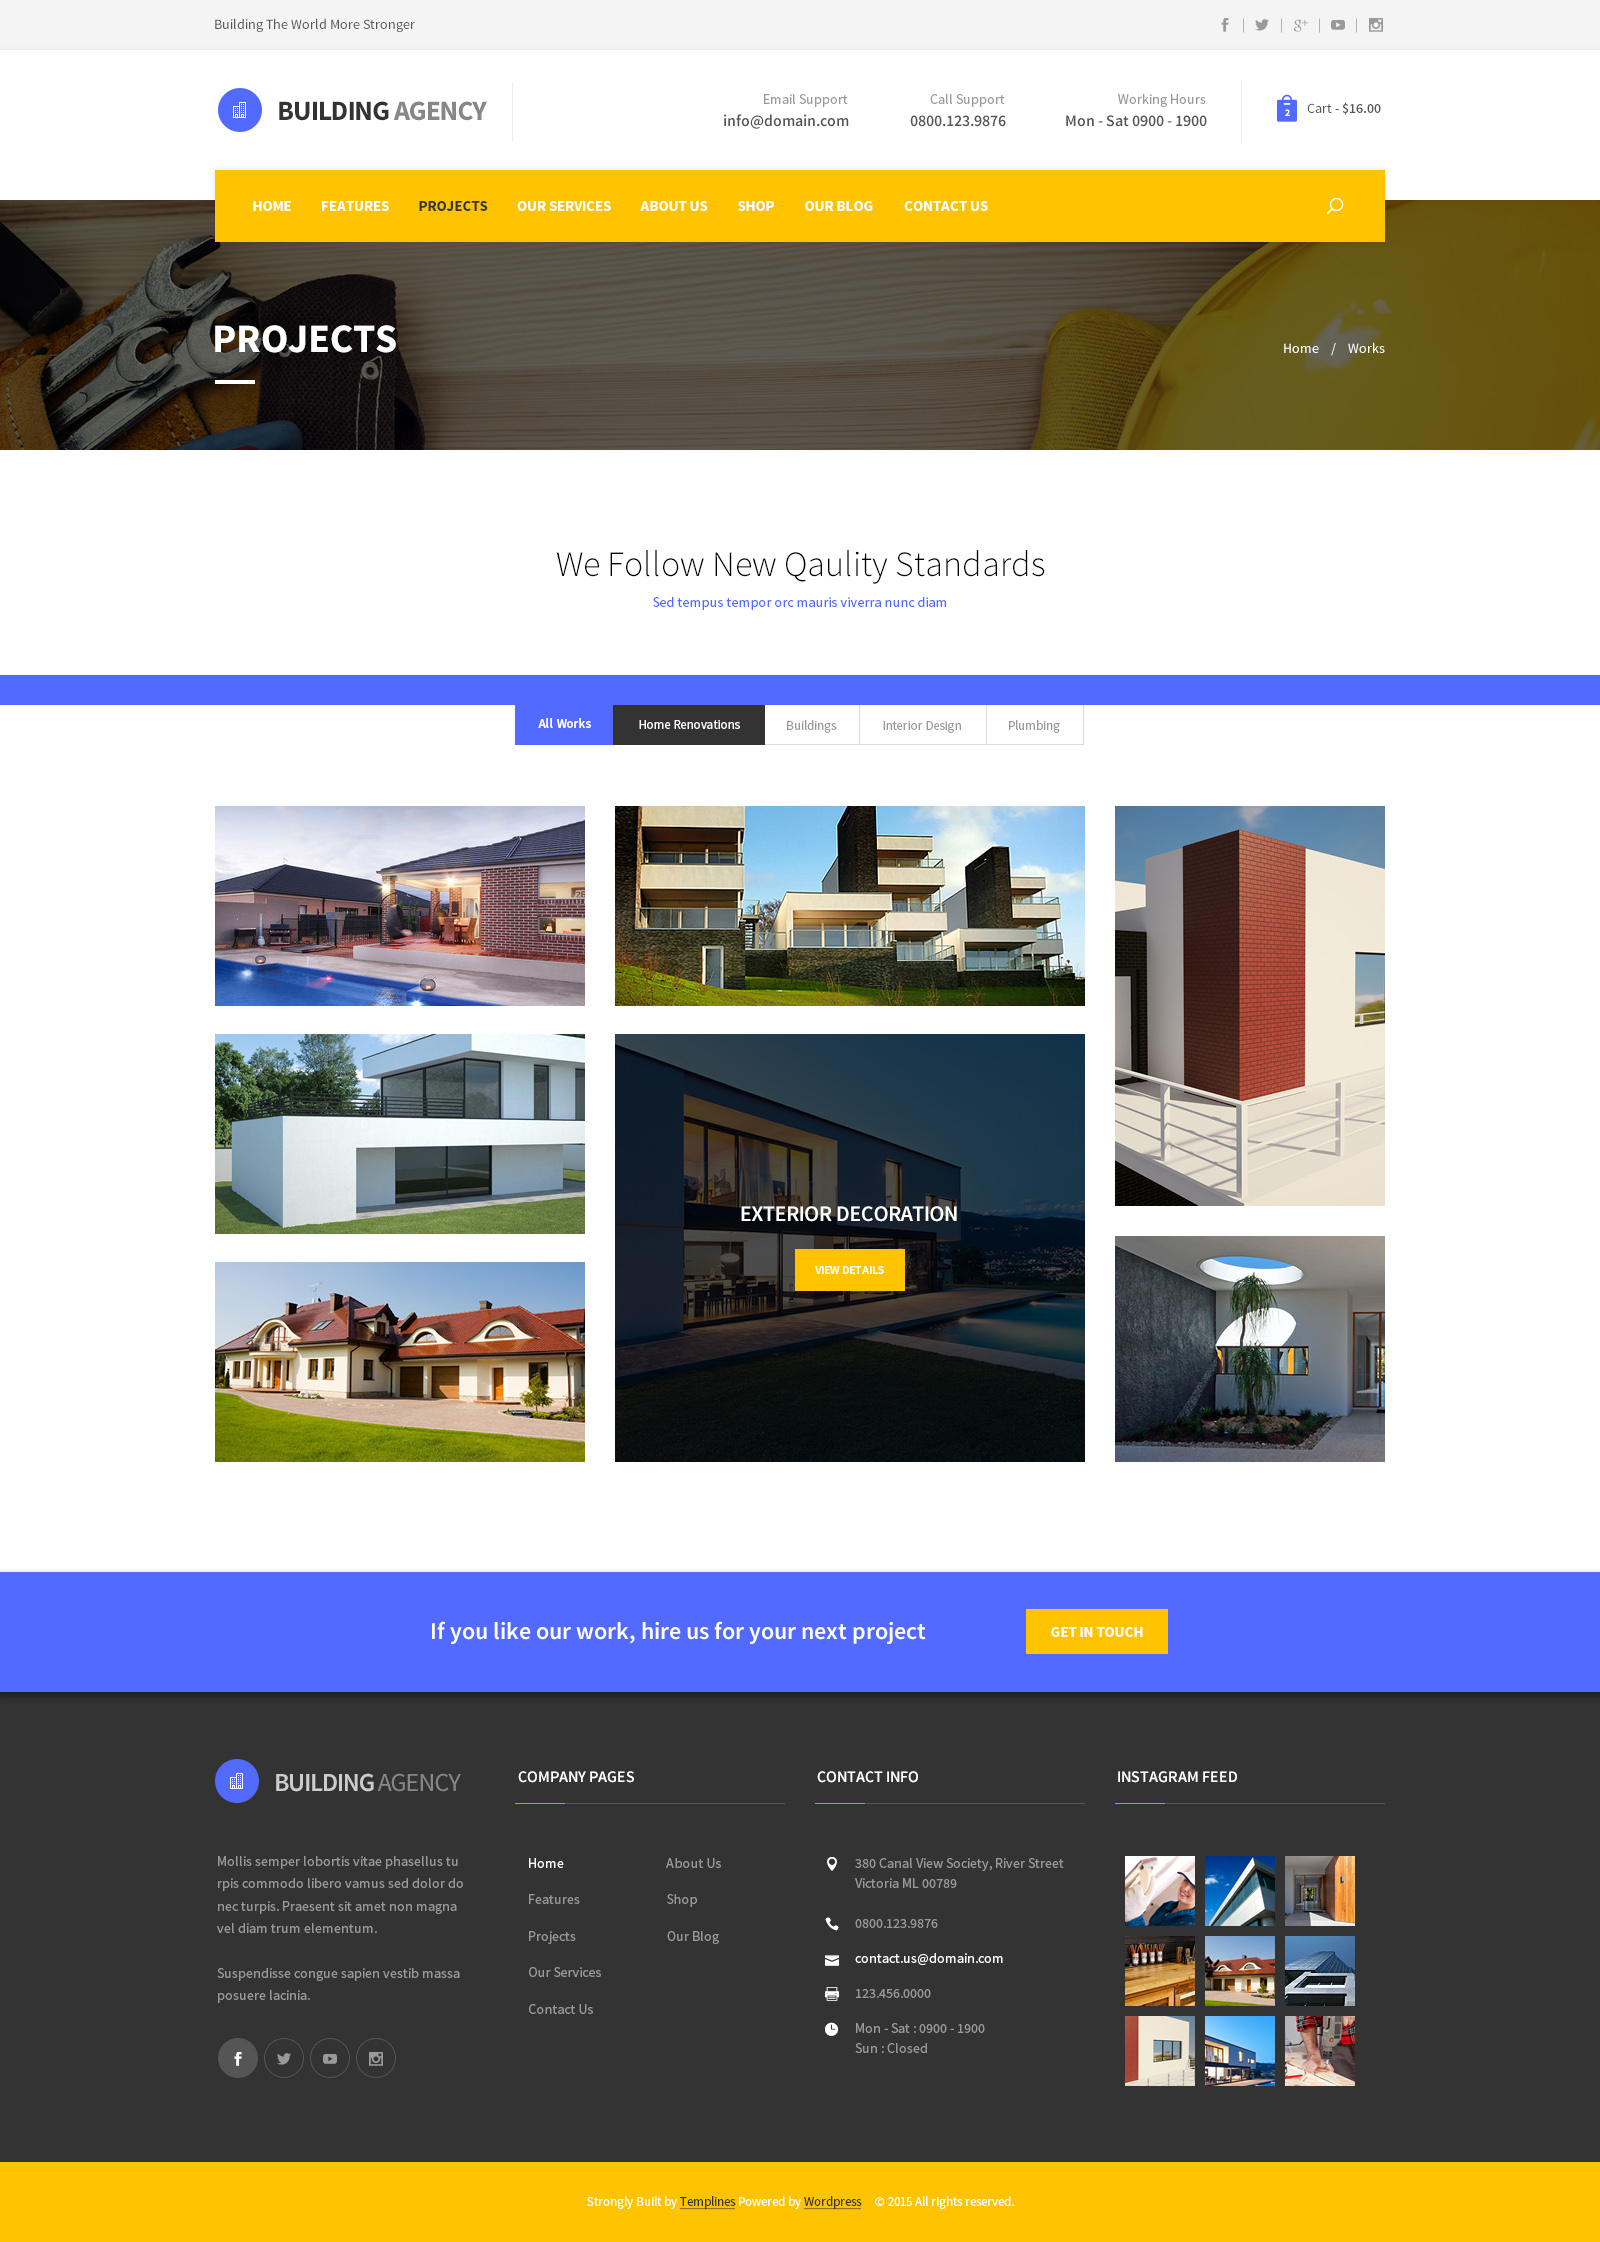 Building The World More Stronger
BUILDING AGENCY
Email Support
info@domain.com
Call Support
0800.123.9876
Working Hours
Mon - Sat 0900 - 1900
2
Cart - $16.00
HOME FEATURES PROJECTS OUR SERVICES ABOUT US SHOP OUR BLOG CONTACT US
PROJECTS
Home / Works
We Follow New Qaulity Standards
Sed tempus tempor orc mauris viverra nunc diam
All Works Home Renovations Buildings Interior Design Plumbing
EXTERIOR DECORATION
VIEW DETAILS
If you like our work, hire us for your next project
GET IN TOUCH
BUILDING AGENCY
Mollis semper lobortis vitae phasellus tu
rpis commodo libero vamus sed dolor do
nec turpis. Praesent sit amet non magna
vel diam trum elementum.
Suspendisse congue sapien vestib massa
posuere lacinia.
COMPANY PAGES
Home
Features
Projects
Our Services
Contact Us
About Us
Shop
Our Blog
CONTACT INFO
380 Canal View Society, River Street
Victoria ML 00789
0800.123.9876
contact.us@domain.com
123.456.0000
Mon - Sat : 0900 - 1900
Sun : Closed
INSTAGRAM FEED
Strongly Built by Templines Powered by Wordpress © 2015 All rights reserved.